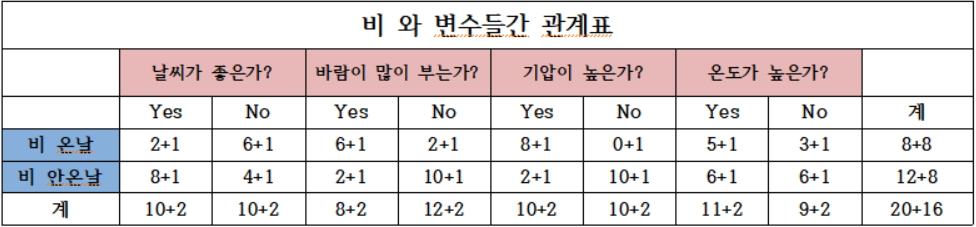 비 와 변수들간 관계표
날씨가 좋은가? 바람이 많이 부는가? 기압이 높은가? 온도가 높은가?
Yes No Yes No Yes No Yes No 계
비 온날 2+1 6+1 6+1 2+1 8+1 0+1 5+1 3+1 8+8
비 안온날 8+1 4+1 2+1 10+1 2+1 10+1 6+1 6+1 12+8
계 10+2 10+2 8+2 12+2 10+2 10+2 11+2 9+2 20+16